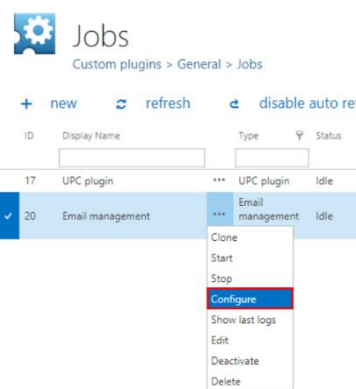 Jobs
Custom plugins > General > Jobs
+ new refresh disable auto re
ID Display Name Type Status
17 UPC plugin ••• UPC plugin Idle
20 Email management ••• Email management Idle
Clone
Start
Stop
Configure
Show last logs
Edit
Deactivate
Delete